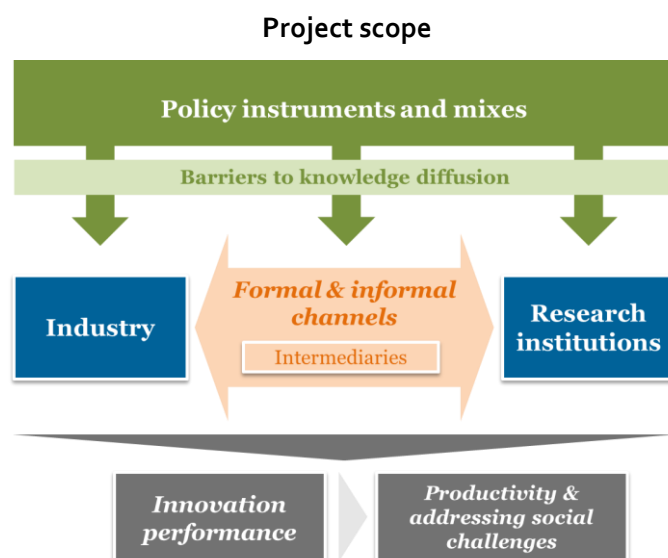 Project scope
Policy instruments and mixes
Barriers to knowledge diffusion
Industry
Formal & informal
channels
Intermediaries
Research
institutions
Innovation
performance
Productivity &
addressing social
challenges